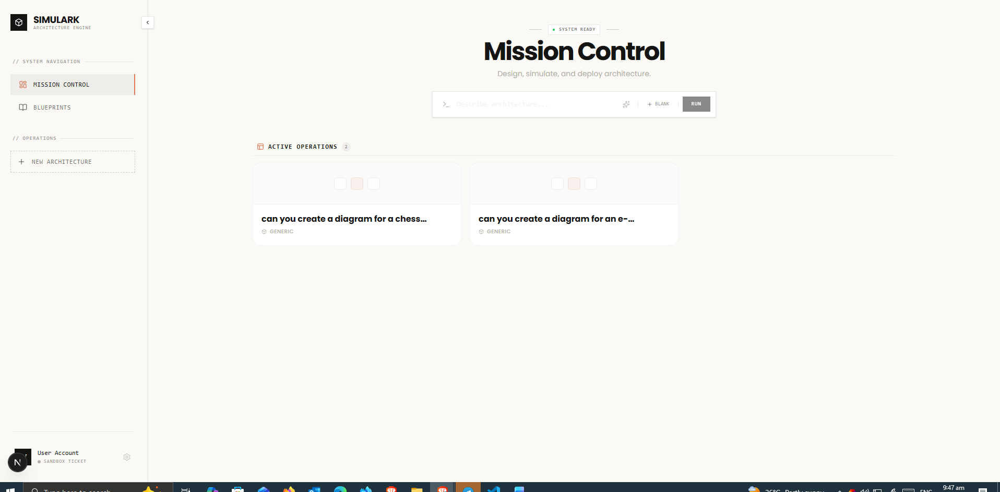 SIMULARK
ARCHITECTURE ENGINE
// SYSTEM NAVIGATION
MISSION CONTROL
BLUEPRINTS
// OPERATIONS
NEW ARCHITECTURE
User Account
SANDBOX TICKET
N
SYSTEM READY
Mission Control
Design, simulate, and deploy architecture.
Describe architecture...
BLANK
RUN
ACTIVE OPERATIONS 2
can you create a diagram for a chess...
GENERIC
can you create a diagram for an e-...
GENERIC
Type here to search
26°C Partly sunny
ENG
9:47 am